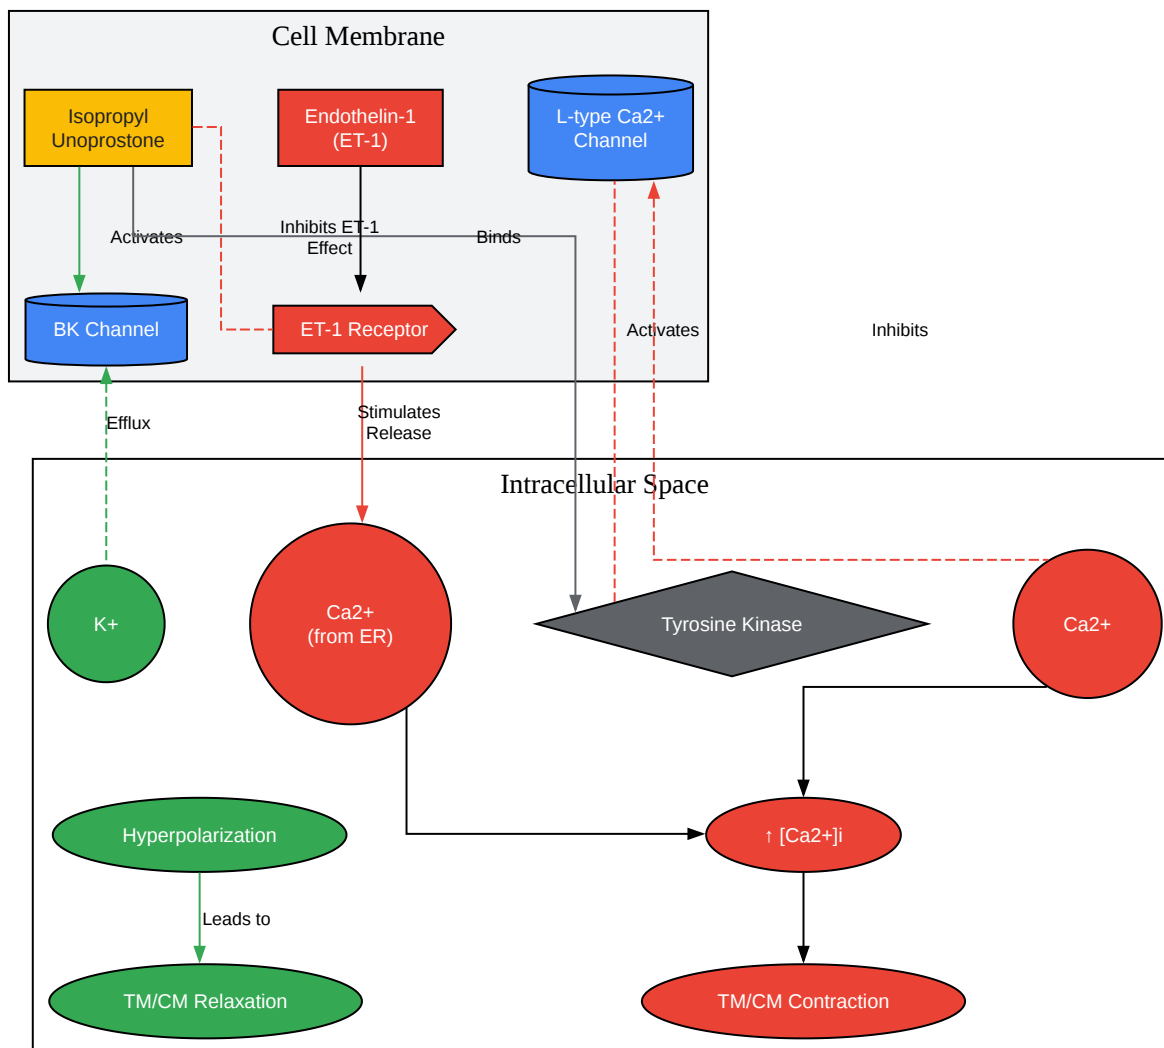 Cell Membrane
Isopropyl
Unoprostone
Endothelin-1
(ET-1)
L-type Ca2+
Channel
Activates
Inhibits ET-1
Effect
Binds
BK Channel
ET-1 Receptor
Activates
Inhibits
Efflux
Stimulates
Release
Intracellular Space
K+
Ca2+
(from ER)
Tyrosine Kinase
Ca2+
Hyperpolarization
↑ [Ca2+]i
Leads to
TM/CM Relaxation
TM/CM Contraction